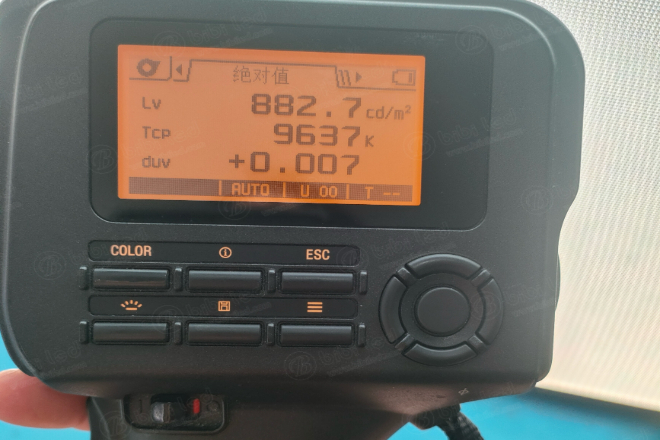 绝对值
Lv 882.7 cd/m²
Tcp 9637 K
duv +0.007
AUTO U 00 T --
COLOR ESC